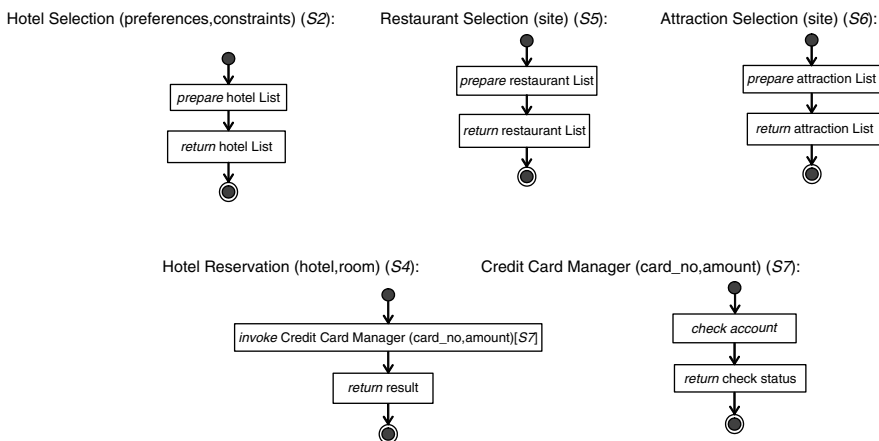 Hotel Selection (preferences,constraints) (S2):
prepare hotel List
return hotel List
Restaurant Selection (site) (S5):
prepare restaurant List
return restaurant List
Attraction Selection (site) (S6):
prepare attraction List
return attraction List
Hotel Reservation (hotel,room) (S4):
invoke Credit Card Manager (card_no,amount)[S7]
return result
Credit Card Manager (card_no,amount) (S7):
check account
return check status